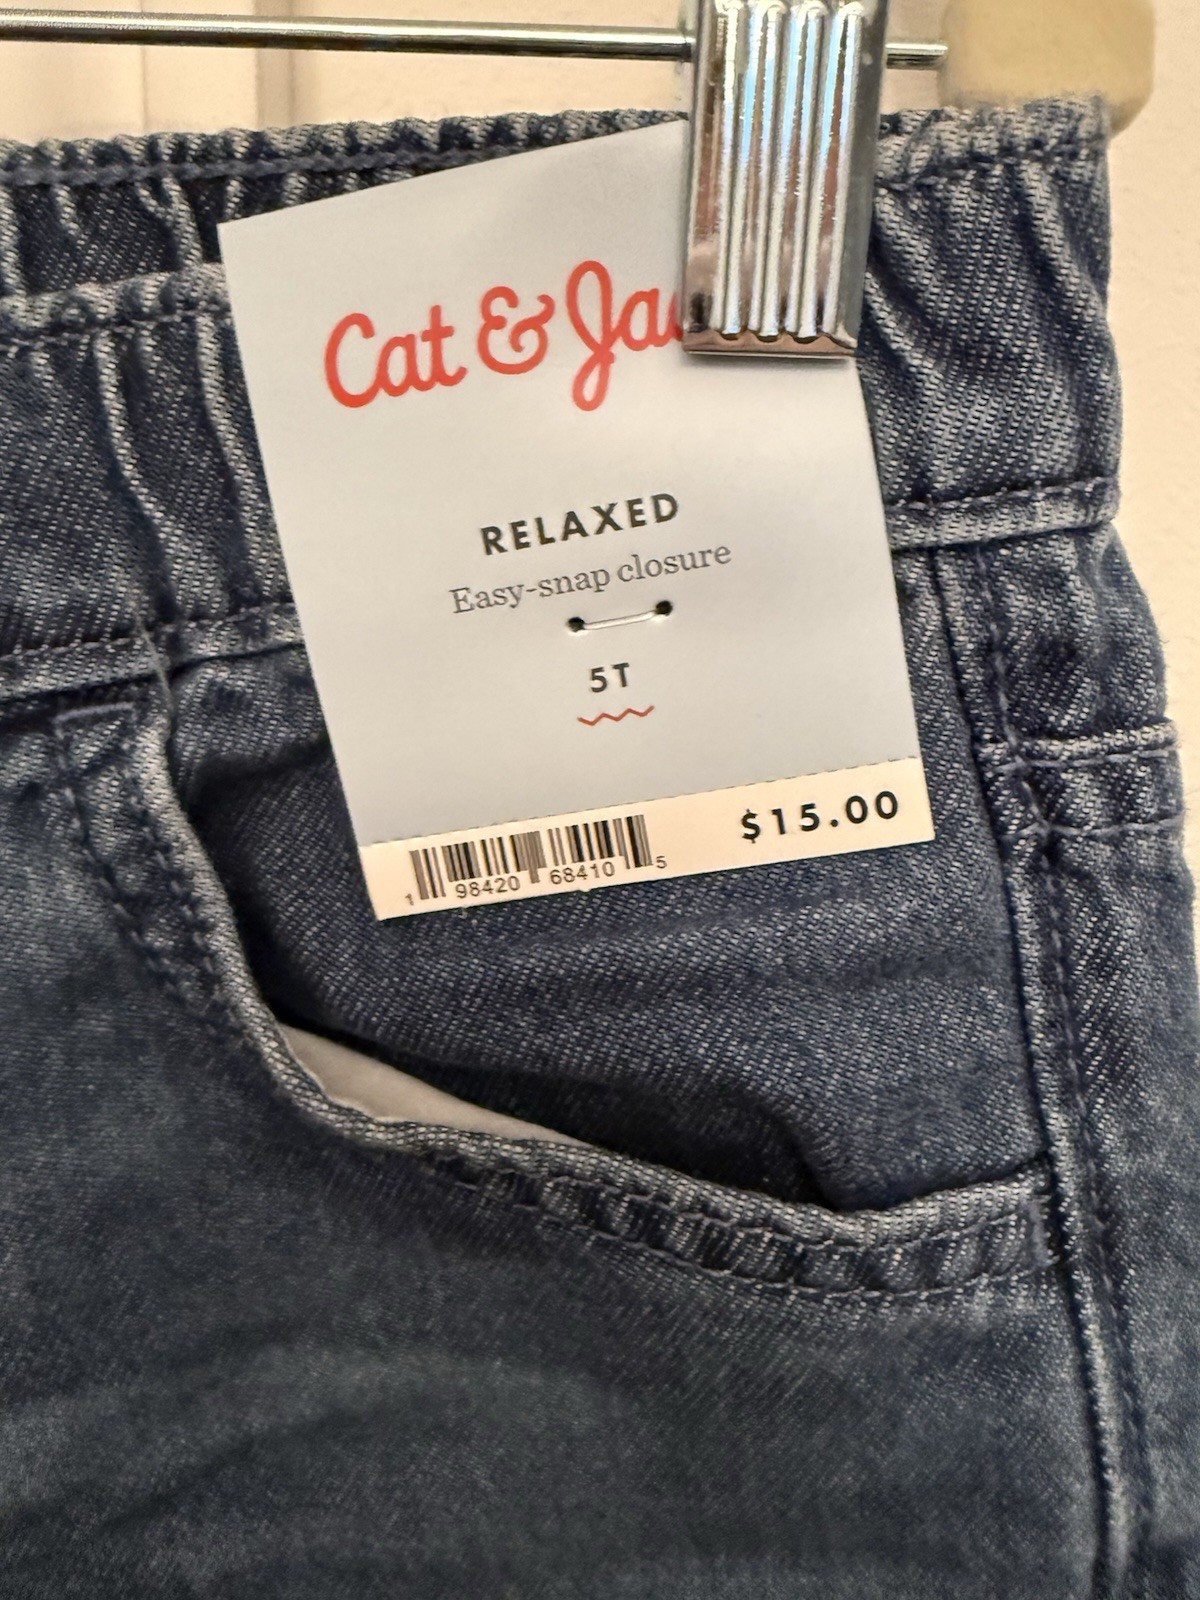 Cat & Ja
RELAXED
Easy-snap closure
5T
$15.00
1 98420 68410 5